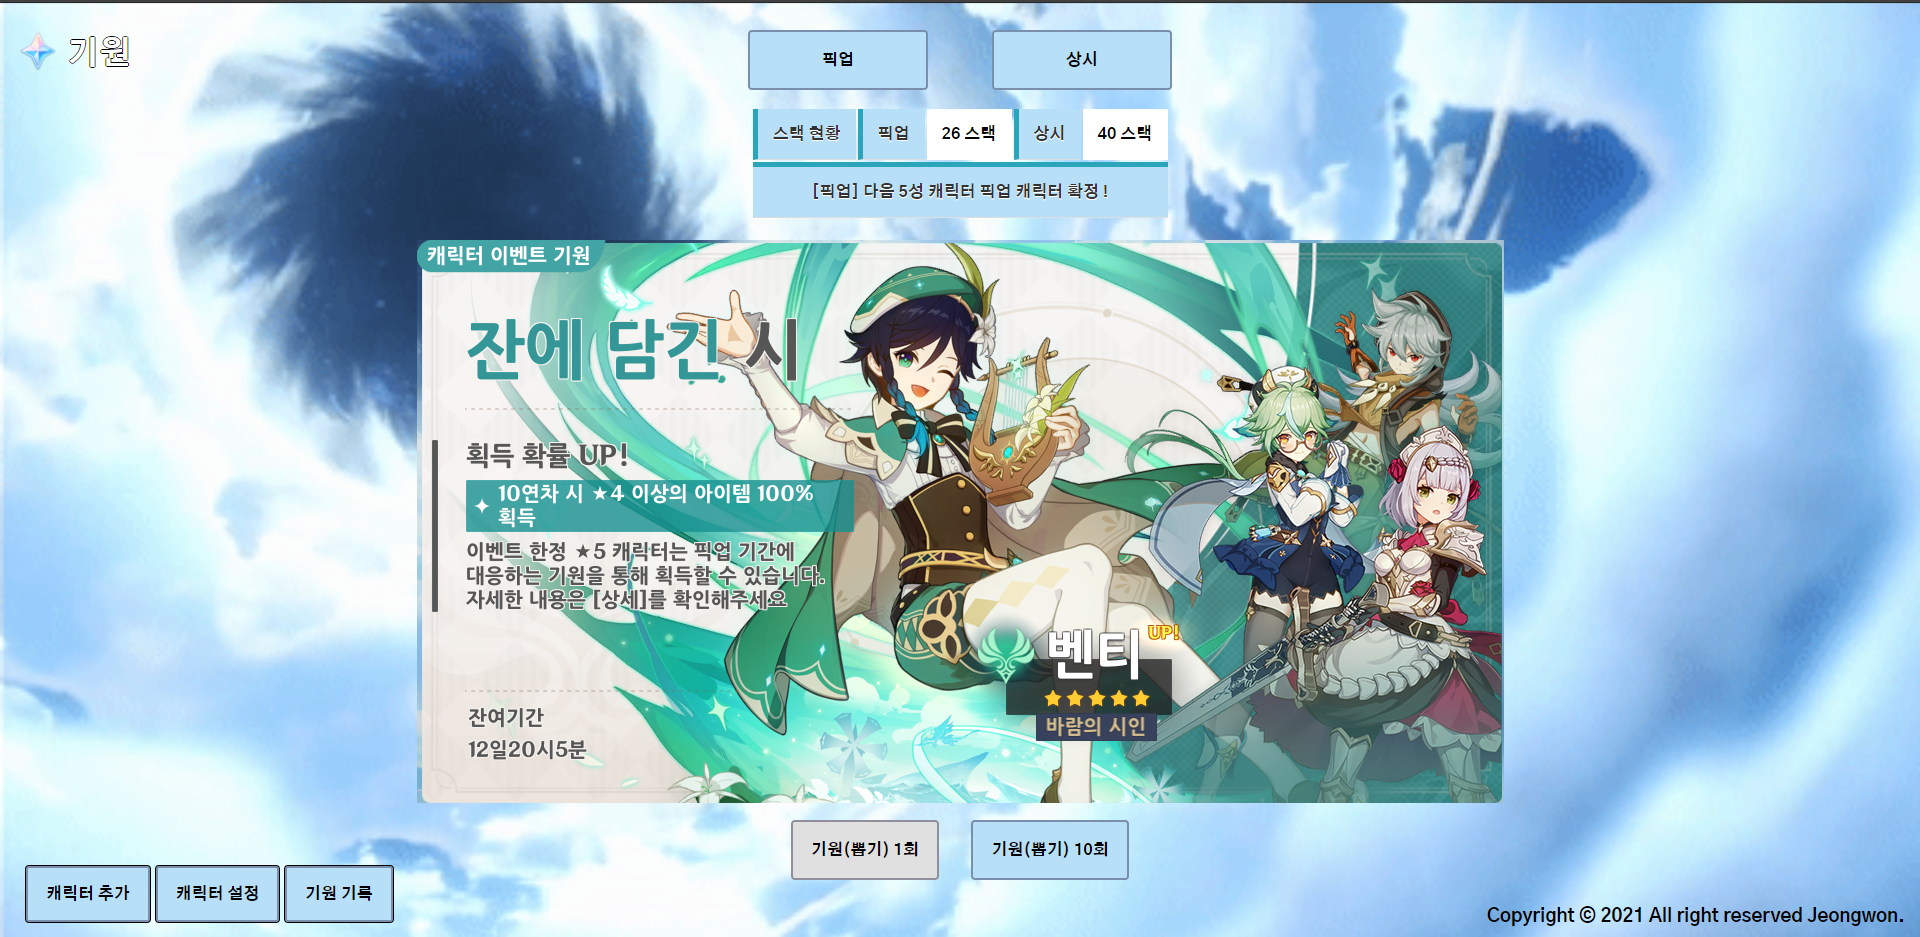 기원
픽업
상시
스택 현황 픽업 26 스택 상시 40 스택
[픽업] 다음 5성 캐릭터 픽업 캐릭터 확정 !
캐릭터 이벤트 기원
잔에 담긴 시
획득 확률 UP!
10연차 시 ★4 이상의 아이템 100%
획득
이벤트 한정 ★5 캐릭터는 픽업 기간에
대응하는 기원을 통해 획득할 수 있습니다.
자세한 내용은 [상세]를 확인해주세요
벤티 UP!
★★★★★
바람의 시인
잔여기간
12일20시5분
기원(뽑기) 1회
기원(뽑기) 10회
캐릭터 추가
캐릭터 설정
기원 기록
Copyright © 2021 All right reserved Jeongwon.